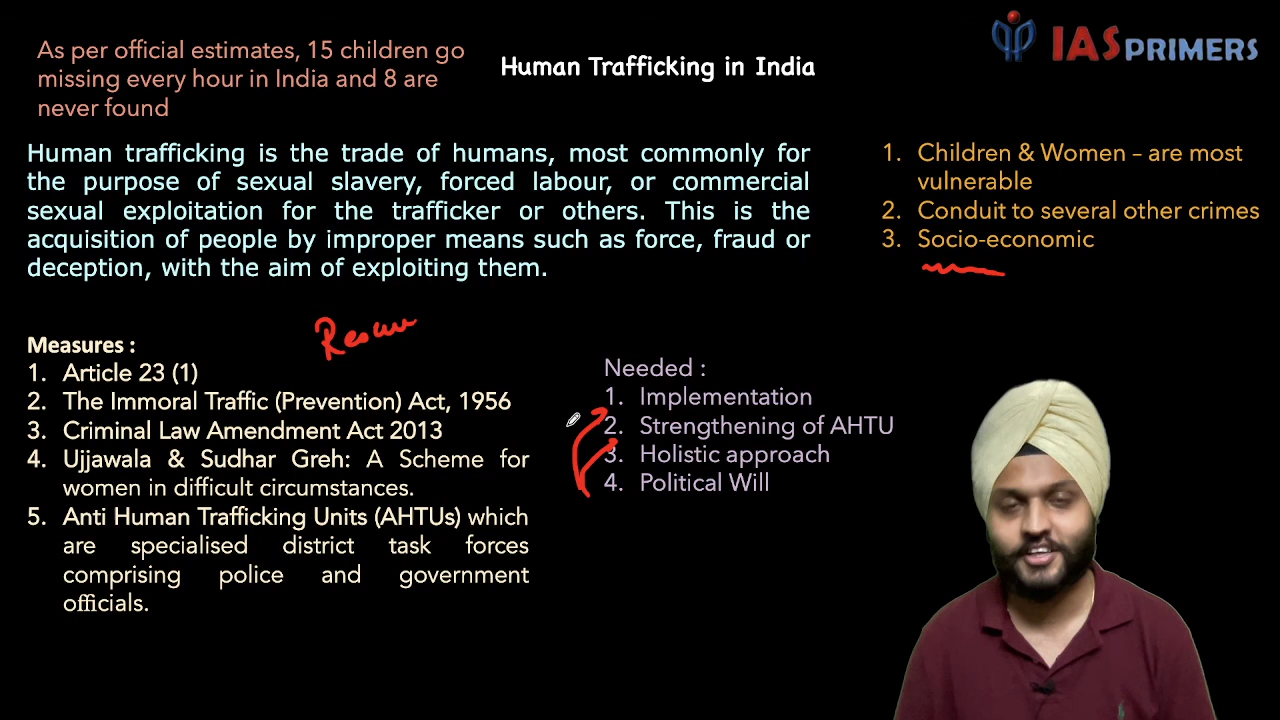 As per official estimates, 15 children go
missing every hour in India and 8 are
never found
Human Trafficking in India
IAS PRIMERS
Human trafficking is the trade of humans, most commonly for
the purpose of sexual slavery, forced labour, or commercial
sexual exploitation for the trafficker or others. This is the
acquisition of people by improper means such as force, fraud or
deception, with the aim of exploiting them.
1. Children & Women – are most
vulnerable
2. Conduit to several other crimes
3. Socio-economic
Measures :
1. Article 23 (1)
2. The Immoral Traffic (Prevention) Act, 1956
3. Criminal Law Amendment Act 2013
4. Ujjawala & Sudhar Greh: A Scheme for
women in difficult circumstances.
5. Anti Human Trafficking Units (AHTUs) which
are specialised district task forces
comprising police and government
officials.
Needed :
1. Implementation
2. Strengthening of AHTU
3. Holistic approach
4. Political Will